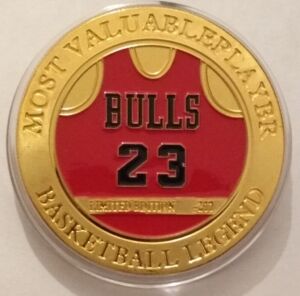 MOST VALUABLEPLAYER
BULLS
23
LIMITED EDITION
BASKETBALL LEGEND